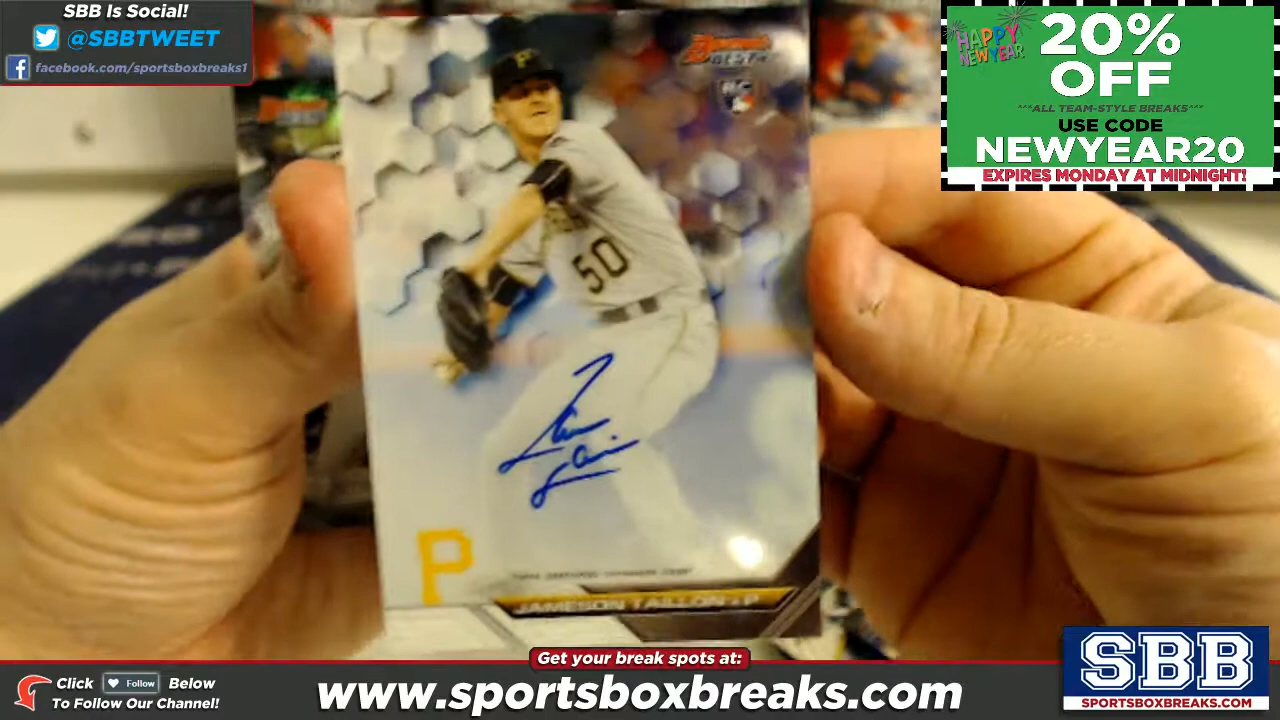 SBB Is Social!
@SBBTWEET
facebook.com/sportsboxbreaks1
HAPPY
NEW YEAR
20%
OFF
***ALL TEAM-STYLE BREAKS***
USE CODE
NEWYEAR20
EXPIRES MONDAY AT MIDNIGHT!
P
Bowman's
BEST
RC
50
P
JAMESON TAILLON • P
Get your break spots at:
Click Follow Below
To Follow Our Channel!
www.sportsboxbreaks.com
SBB
SPORTSBOXBREAKS.COM